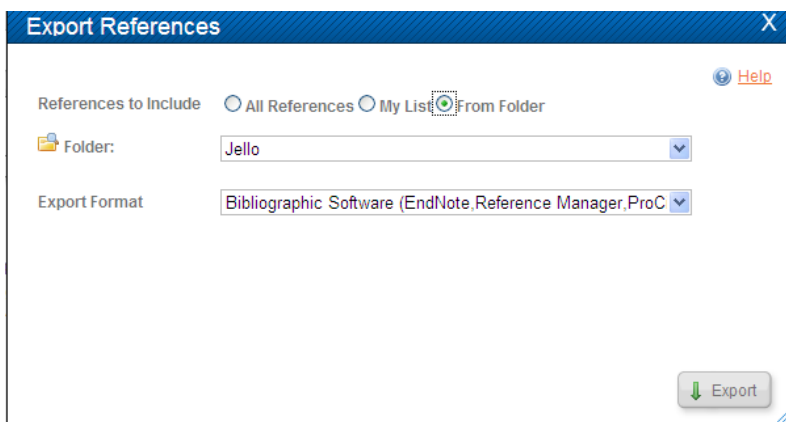 Export References X
Help
References to Include All References My List From Folder
Folder: Jello
Export Format Bibliographic Software (EndNote,Reference Manager,ProC
Export